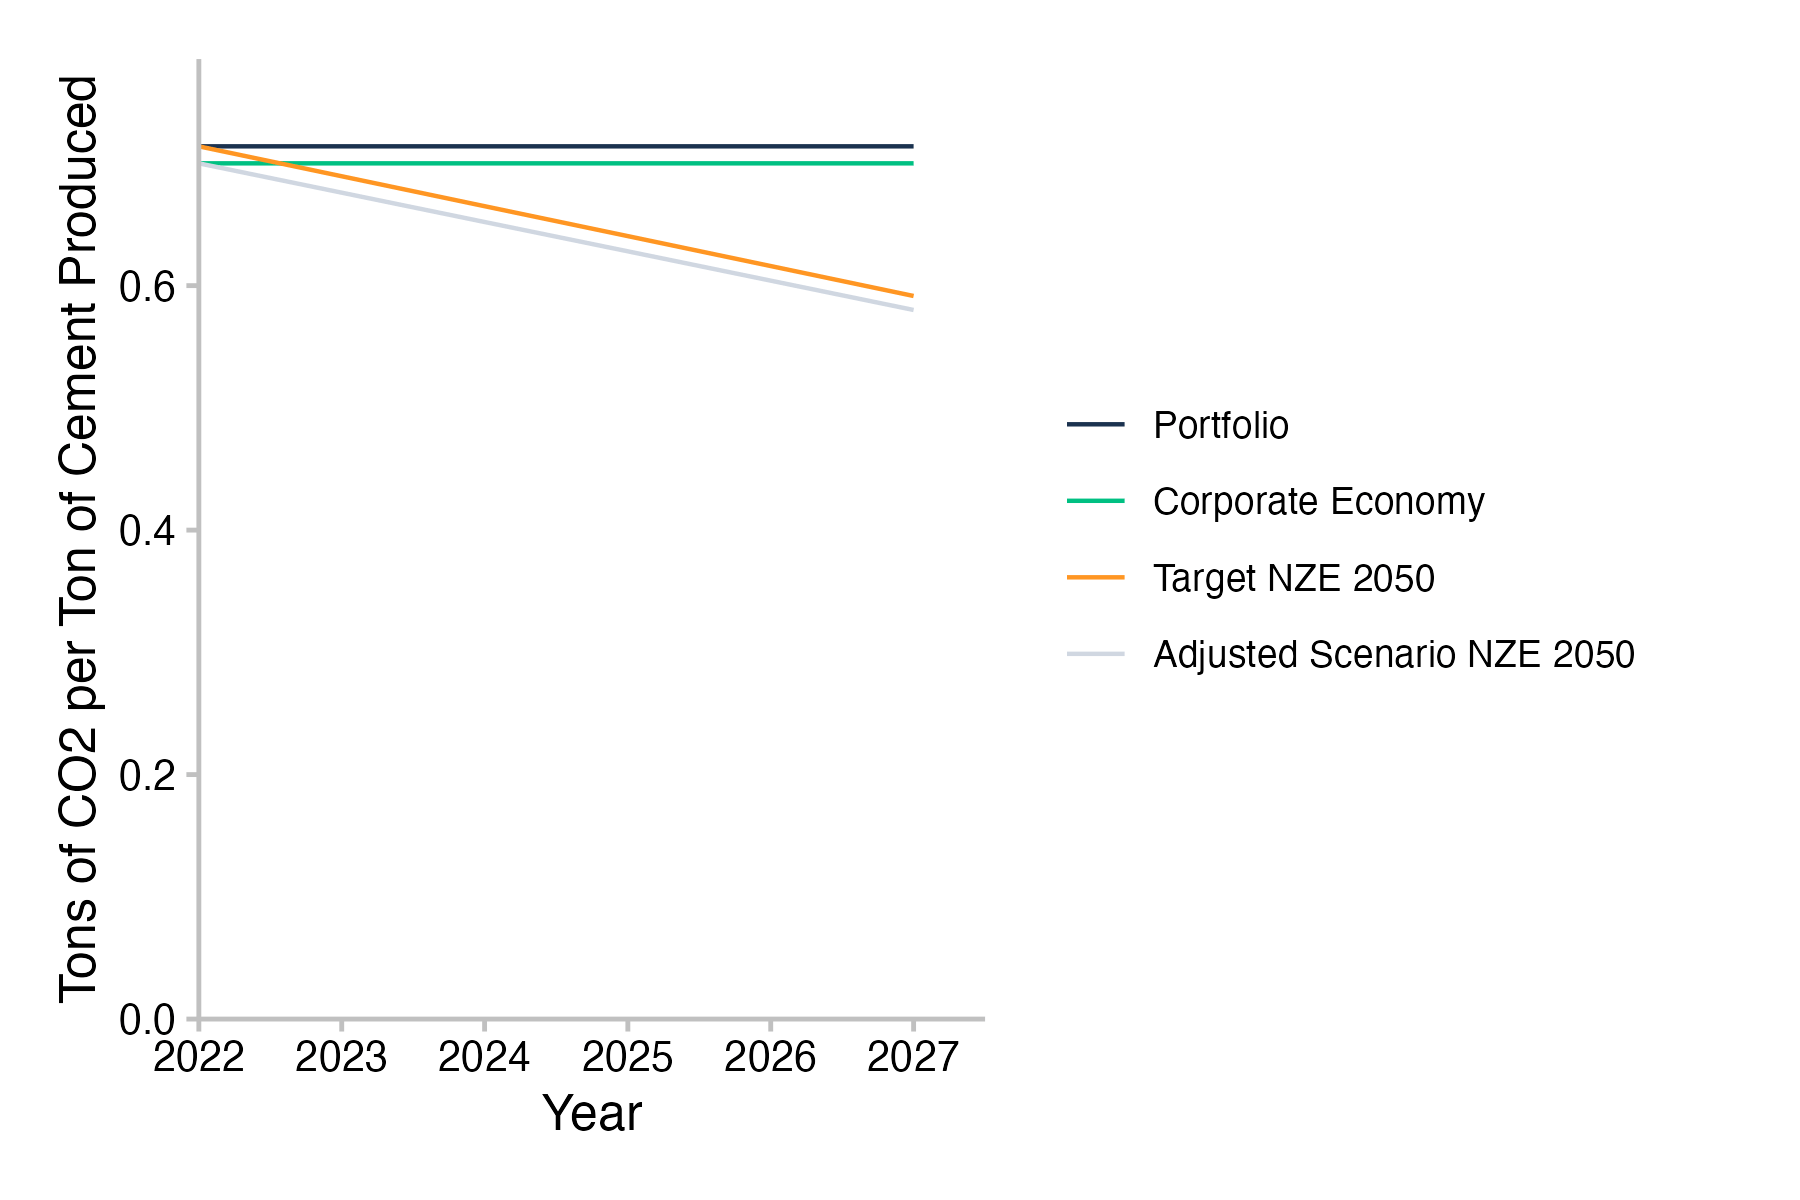 Tons of CO2 per Ton of Cement Produced
0.6
0.4
0.2
0.0
2022 2023 2024 2025 2026 2027
Year
Portfolio
Corporate Economy
Target NZE 2050
Adjusted Scenario NZE 2050